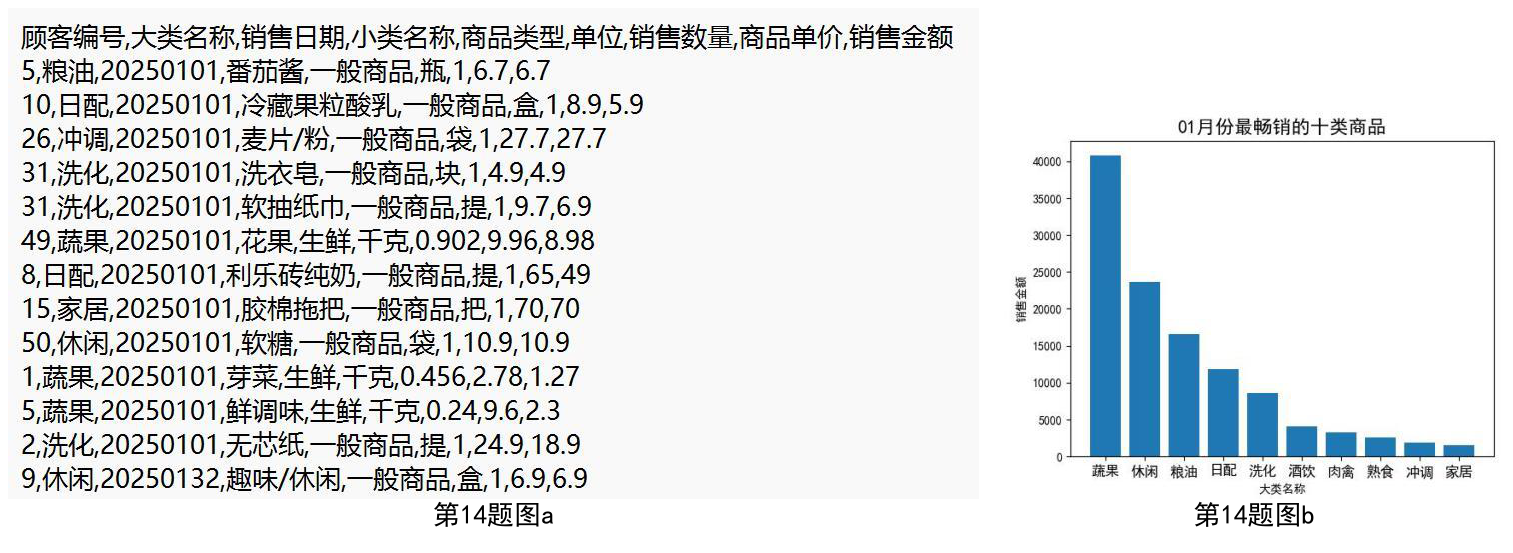 顾客编号,大类名称,销售日期,小类名称,商品类型,单位,销售数量,商品单价,销售金额
5,粮油,20250101,番茄酱,一般商品,瓶,1,6.7,6.7
10,日配,20250101,冷藏果粒酸乳,一般商品,盒,1,8.9,5.9
26,冲调,20250101,麦片/粉,一般商品,袋,1,27.7,27.7
31,洗化,20250101,洗衣皂,一般商品,块,1,4.9,4.9
31,洗化,20250101,软抽纸巾,一般商品,提,1,9.7,6.9
49,蔬果,20250101,花果,生鲜,千克,0.902,9.96,8.98
8,日配,20250101,利乐砖纯奶,一般商品,提,1,65,49
15,家居,20250101,胶棉拖把,一般商品,把,1,70,70
50,休闲,20250101,软糖,一般商品,袋,1,10.9,10.9
1,蔬果,20250101,芽菜,生鲜,千克,0.456,2.78,1.27
5,蔬果,20250101,鲜调味,生鲜,千克,0.24,9.6,2.3
2,洗化,20250101,无芯纸,一般商品,提,1,24.9,18.9
9,休闲,20250132,趣味/休闲,一般商品,盒,1,6.9,6.9
第14题图a
01月份最畅销的十类商品
销售金额
40000
35000
30000
25000
20000
15000
10000
5000
0
蔬果 休闲 粮油 日配 洗化 酒饮 肉禽 熟食 冲调 家居
大类名称
第14题图b